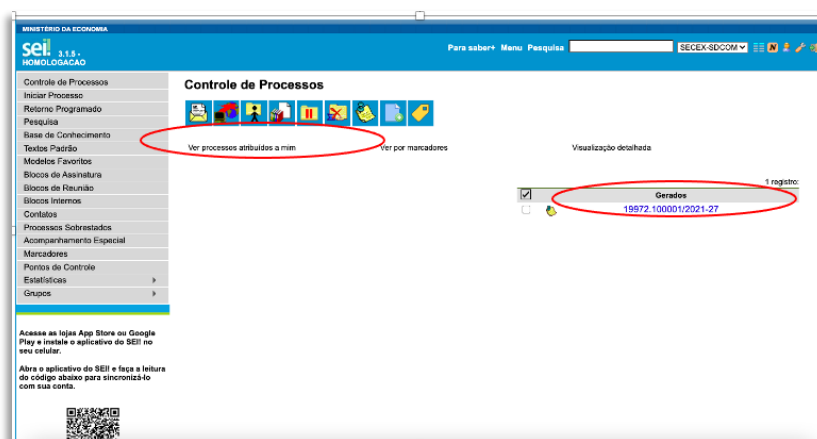 MINISTÉRIO DA ECONOMIA
sei! 3.1.5 -
HOMOLOGACAO
Para saber+ Menu Pesquisa
SECEX-SDCOM
Controle de Processos
Iniciar Processo
Retorno Programado
Pesquisa
Base de Conhecimento
Textos Padrão
Modelos Favoritos
Blocos de Assinatura
Blocos de Reunião
Blocos Internos
Contatos
Processos Sobrestados
Acompanhamento Especial
Marcadores
Pontos de Controle
Estatísticas
Grupos
Acesse as lojas App Store ou Google
Play e instale o aplicativo do SEI! no
seu celular.
Abra o aplicativo do SEI! e faça a leitura
do código abaixo para sincronizá-lo
com sua conta.
Controle de Processos
Ver processos atribuídos a mim
Ver por marcadores
Visualização detalhada
1 registro:
Gerados
19972.100001/2021-27